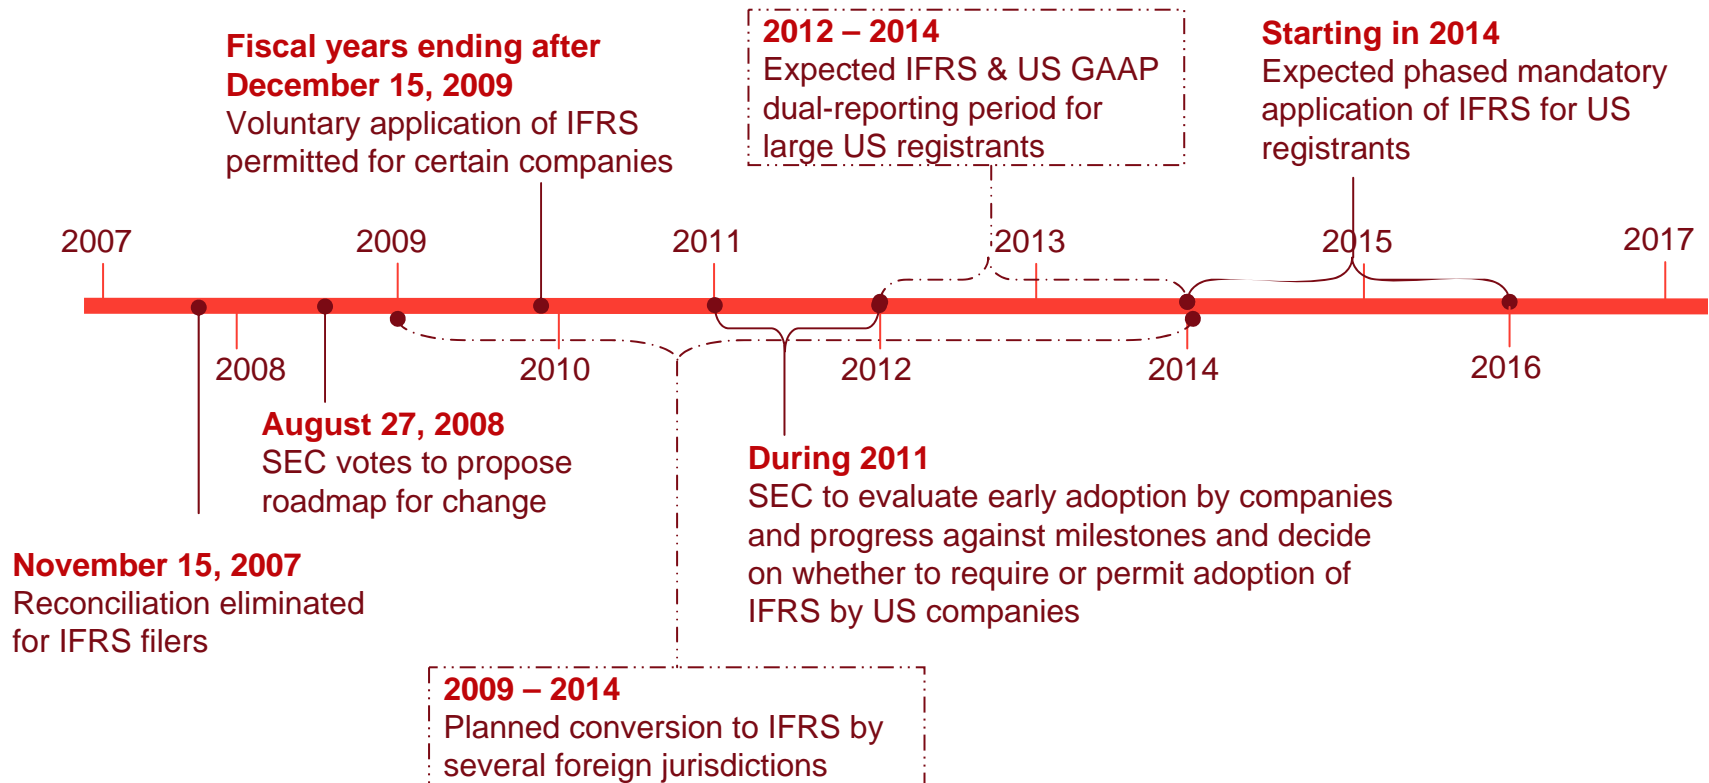 Fiscal years ending after
December 15, 2009
Voluntary application of IFRS
permitted for certain companies
2012 – 2014
Expected IFRS & US GAAP
dual-reporting period for
large US registrants
Starting in 2014
Expected phased mandatory
application of IFRS for US
registrants
2007
2009
2011
2013
2015
2017
2008
2010
2012
2014
2016
August 27, 2008
SEC votes to propose
roadmap for change
During 2011
SEC to evaluate early adoption by companies
and progress against milestones and decide
on whether to require or permit adoption of
IFRS by US companies
November 15, 2007
Reconciliation eliminated
for IFRS filers
2009 – 2014
Planned conversion to IFRS by
several foreign jurisdictions